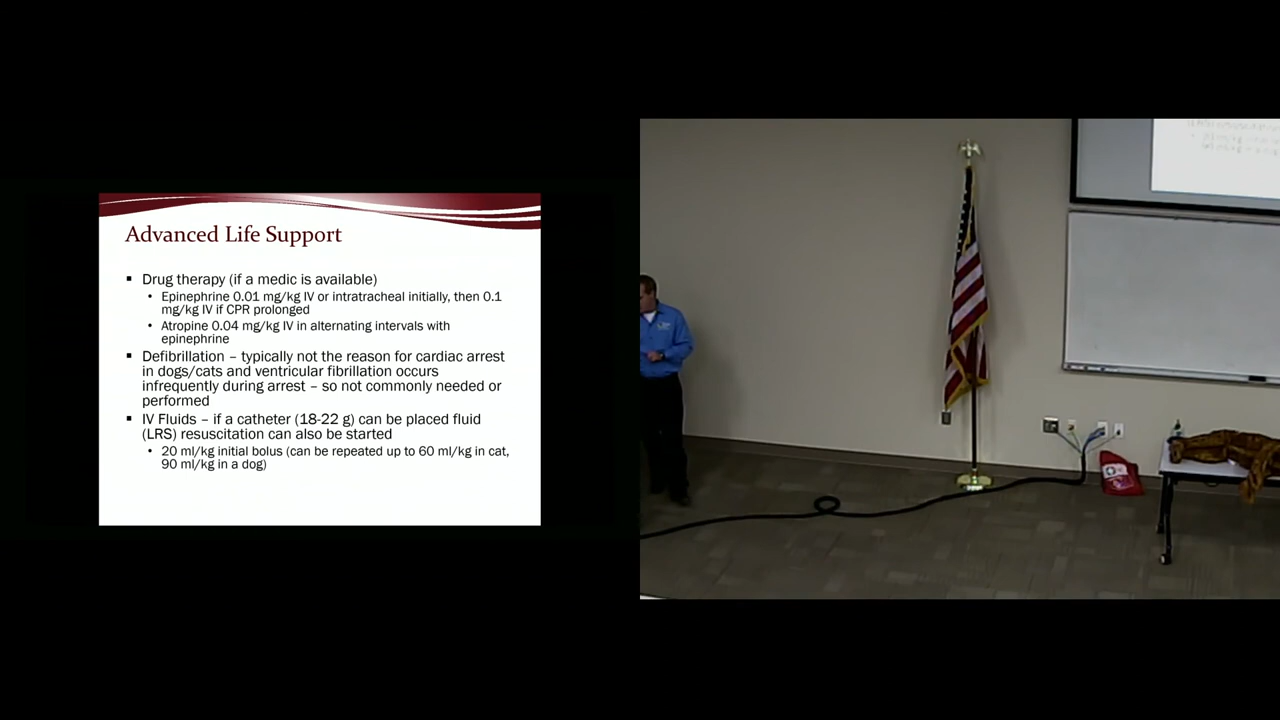 Advanced Life Support
▪ Drug therapy (if a medic is available)
• Epinephrine 0.01 mg/kg IV or intratracheal initially, then 0.1
mg/kg IV if CPR prolonged
• Atropine 0.04 mg/kg IV in alternating intervals with
epinephrine
▪ Defibrillation – typically not the reason for cardiac arrest
in dogs/cats and ventricular fibrillation occurs
infrequently during arrest – so not commonly needed or
performed
▪ IV Fluids – if a catheter (18-22 g) can be placed fluid
(LRS) resuscitation can also be started
• 20 ml/kg initial bolus (can be repeated up to 60 ml/kg in cat,
90 ml/kg in a dog)